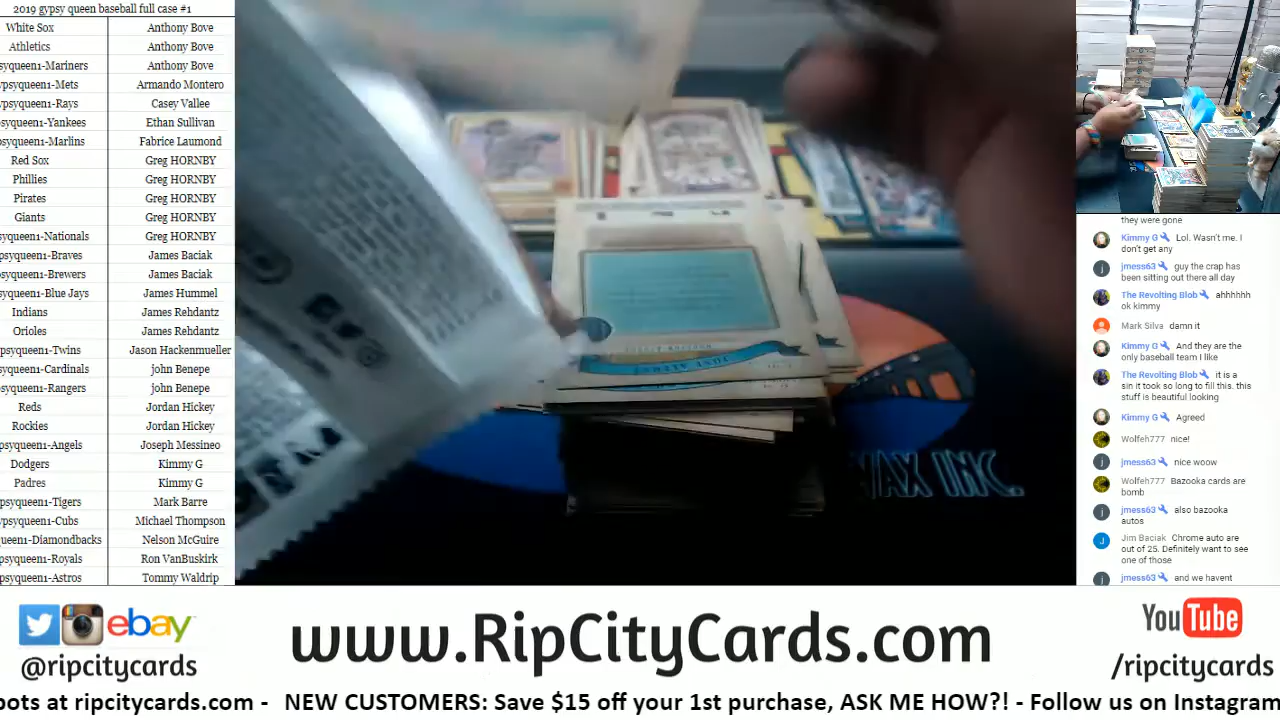 2019 gypsy queen baseball full case #1
White Sox Anthony Bove
Athletics Anthony Bove
syqueen1-Mariners Anthony Bove
ypsyqueen1-Mets Armando Montero
ypsyqueen1-Rays Casey Vallee
syqueen1-Yankees Ethan Sullivan
psyqueen1-Marlins Fabrice Laumond
Red Sox Greg HORNBY
Phillies Greg HORNBY
Pirates Greg HORNBY
Giants Greg HORNBY
syqueen1-Nationals Greg HORNBY
psyqueen1-Braves James Baciak
psyqueen1-Brewers James Baciak
syqueen1-Blue Jays James Hummel
Indians James Rehdantz
Orioles James Rehdantz
ypsyqueen1-Twins Jason Hackenmueller
syqueen1-Cardinals john Benepe
psyqueen1-Rangers john Benepe
Reds Jordan Hickey
Rockies Jordan Hickey
psyqueen1-Angels Joseph Messineo
Dodgers Kimmy G
Padres Kimmy G
psyqueen1-Tigers Mark Barre
ypsyqueen1-Cubs Michael Thompson
queen1-Diamondbacks Nelson McGuire
psyqueen1-Royals Ron VanBuskirk
psyqueen1-Astros Tommy Waldrip
WAX INC.
they were gone
Kimmy G Lol. Wasn't me. I
don't get any
jmess63 guy the crap has
been sitting out there all day
The Revolting Blob ahhhhhh
ok kimmy
Mark Silva damn it
Kimmy G And they are the
only baseball team I like
The Revolting Blob it is a
sin it took so long to fill this. this
stuff is beautiful looking
Kimmy G Agreed
Wolfeh777 nice!
jmess63 nice woow
Wolfeh777 Bazooka cards are
bomb
jmess63 also bazooka
autos
Jim Baciak Chrome auto are
out of 25. Definitely want to see
one of those
jmess63 and we havent
ebay
@ripcitycards
www.RipCityCards.com
YouTube
/ripcitycards
pots at ripcitycards.com - NEW CUSTOMERS: Save $15 off your 1st purchase, ASK ME HOW?! - Follow us on Instagram